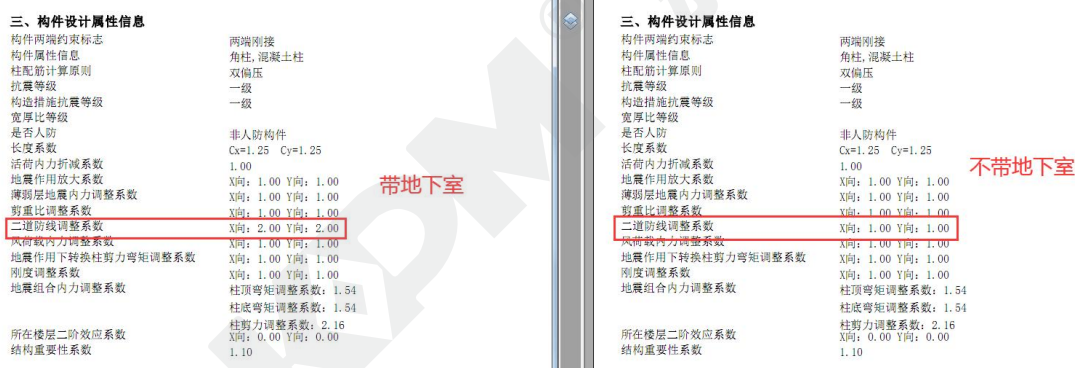 三、构件设计属性信息
构件两端约束标志 两端刚接
构件属性信息 角柱,混凝土柱
柱配筋计算原则 双偏压
抗震等级 一级
构造措施抗震等级 一级
宽厚比等级
是否人防 非人防构件
长度系数 Cx=1.25 Cy=1.25
活荷内力折减系数 1.00
地震作用放大系数 X向: 1.00 Y向: 1.00
薄弱层地震内力调整系数 X向: 1.00 Y向: 1.00
剪重比调整系数 X向: 1.00 Y向: 1.00
二道防线调整系数 X向: 2.00 Y向: 2.00
风荷载内力调整系数 X向: 1.00 Y向: 1.00
地震作用下转换柱剪力弯矩调整系数 X向: 1.00 Y向: 1.00
刚度调整系数 X向: 1.00 Y向: 1.00
地震组合内力调整系数 柱顶弯矩调整系数: 1.54
柱底弯矩调整系数: 1.54
柱剪力调整系数: 2.16
所在楼层二阶效应系数 X向: 0.00 Y向: 0.00
结构重要性系数 1.10
带地下室
三、构件设计属性信息
构件两端约束标志 两端刚接
构件属性信息 角柱,混凝土柱
柱配筋计算原则 双偏压
抗震等级 一级
构造措施抗震等级 一级
宽厚比等级
是否人防 非人防构件
长度系数 Cx=1.25 Cy=1.25
活荷内力折减系数 1.00
地震作用放大系数 X向: 1.00 Y向: 1.00
薄弱层地震内力调整系数 X向: 1.00 Y向: 1.00
剪重比调整系数 X向: 1.00 Y向: 1.00
二道防线调整系数 X向: 1.00 Y向: 1.00
风荷载内力调整系数 X向: 1.00 Y向: 1.00
地震作用下转换柱剪力弯矩调整系数 X向: 1.00 Y向: 1.00
刚度调整系数 X向: 1.00 Y向: 1.00
地震组合内力调整系数 柱顶弯矩调整系数: 1.54
柱底弯矩调整系数: 1.54
柱剪力调整系数: 2.16
所在楼层二阶效应系数 X向: 0.00 Y向: 0.00
结构重要性系数 1.10
不带地下室